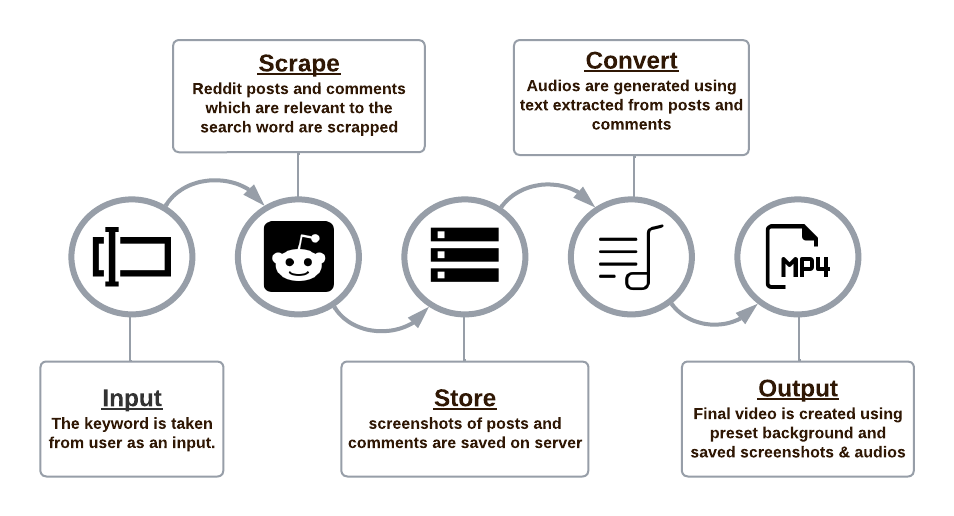 Scrape
Reddit posts and comments
which are relevant to the
search word are scrapped
Convert
Audios are generated using
text extracted from posts and
comments
MP4
Input
The keyword is taken
from user as an input.
Store
screenshots of posts and
comments are saved on server
Output
Final video is created using
preset background and
saved screenshots & audios